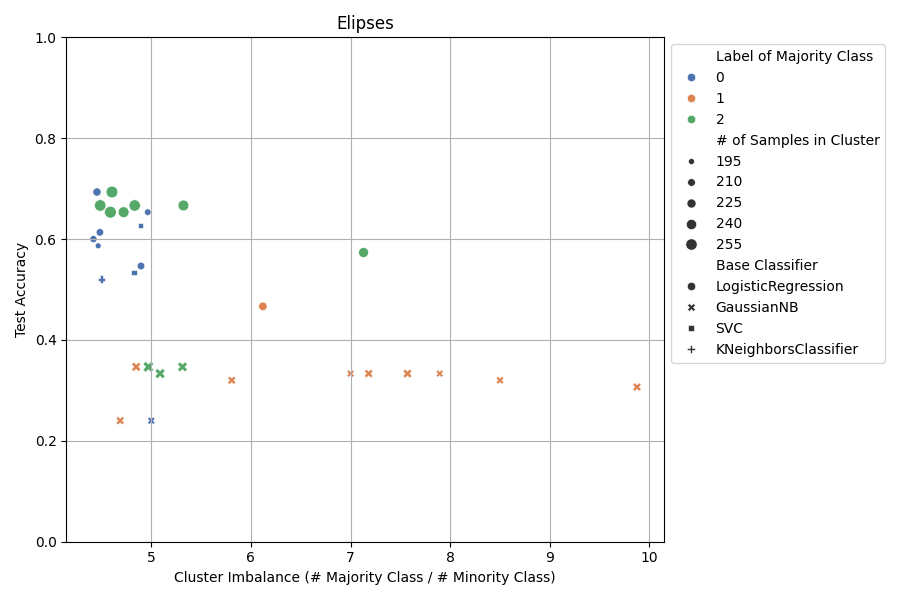 Elipses
1.0
0.8
0.6
0.4
0.2
0.0
Test Accuracy
5 6 7 8 9 10
Cluster Imbalance (# Majority Class / # Minority Class)
Label of Majority Class
0
1
2
# of Samples in Cluster
195
210
225
240
255
Base Classifier
LogisticRegression
GaussianNB
SVC
KNeighborsClassifier